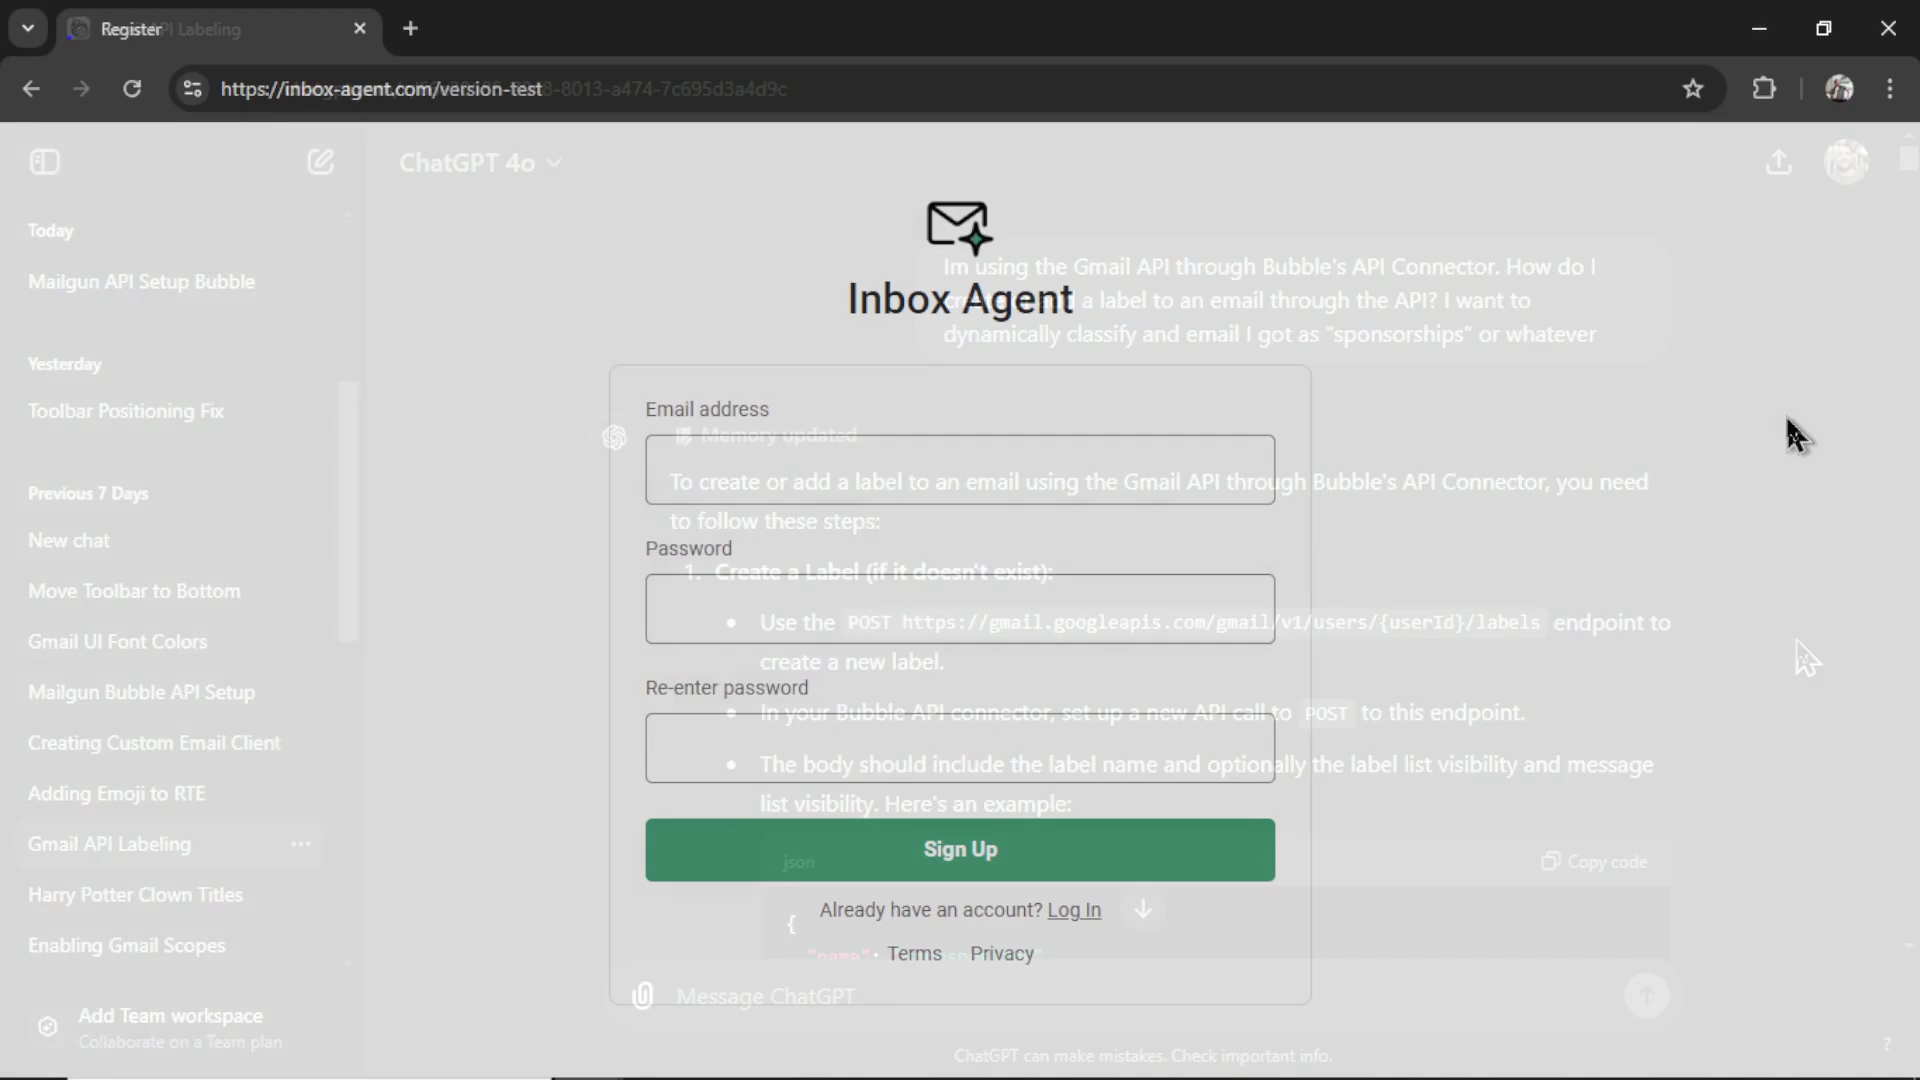 Register
API Labeling
https://inbox-agent.com/version-test
-8013-a474-7c695d3a4d9c
ChatGPT 4o
Today
Mailgun API Setup Bubble
Yesterday
Toolbar Positioning Fix
Previous 7 Days
New chat
Move Toolbar to Bottom
Gmail UI Font Colors
Mailgun Bubble API Setup
Creating Custom Email Client
Adding Emoji to RTE
Gmail API Labeling
Harry Potter Clown Titles
Enabling Gmail Scopes
Add Team workspace
Collaborate on a Team plan
Inbox Agent
Im using the Gmail API through Bubble's API Connector. How do I
a label to an email through the API? I want to
dynamically classify and email I got as "sponsorships" or whatever
Email address
Memory updated
To create or add a label to an email using the Gmail API through Bubble's API Connector, you need
to follow these steps:
Password
1. Create a Label (if it doesn't exist):
Use the POST https://gmail.googleapis.com/gmail/v1/users/{userId}/labels endpoint to
create a new label.
Re-enter password
In your Bubble API connector, set up a new API call to POST to this endpoint.
The body should include the label name and optionally the label list visibility and message
list visibility. Here's an example:
Sign Up
json
Copy code
Already have an account? Log In
{
"name":
Terms
Privacy
Message ChatGPT
ChatGPT can make mistakes. Check important info.
?